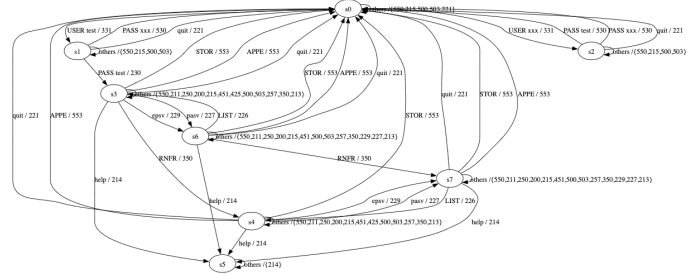 s0
others /{550,215,500,503,221}
USER test / 331
PASS xxx / 530
quit / 221
USER xxx / 331
PASS test / 530
PASS xxx / 530
quit / 221
s1
others /{550,215,500,503}
STOR / 553
APPE / 553
quit / 221
s2
others /{550,215,500,503}
PASS test / 230
STOR / 553
APPE / 553
quit / 221
s3
others /{550,211,250,200,215,451,425,500,503,257,350,213}
quit / 221
STOR / 553
APPE / 553
quit / 221
APPE / 553
epsv / 229
pasv / 227
LIST / 226
STOR / 553
s6
others /{550,211,250,200,215,451,500,503,257,350,229,227,213}
RNFR / 350
RNFR / 350
help / 214
s7
others /{550,211,250,200,215,451,500,503,257,350,229,227,213}
help / 214
epsv / 229
pasv / 227
LIST / 226
s4
others /{550,211,250,200,215,451,425,500,503,257,350,213}
help / 214
help / 214
s5
others /{214}